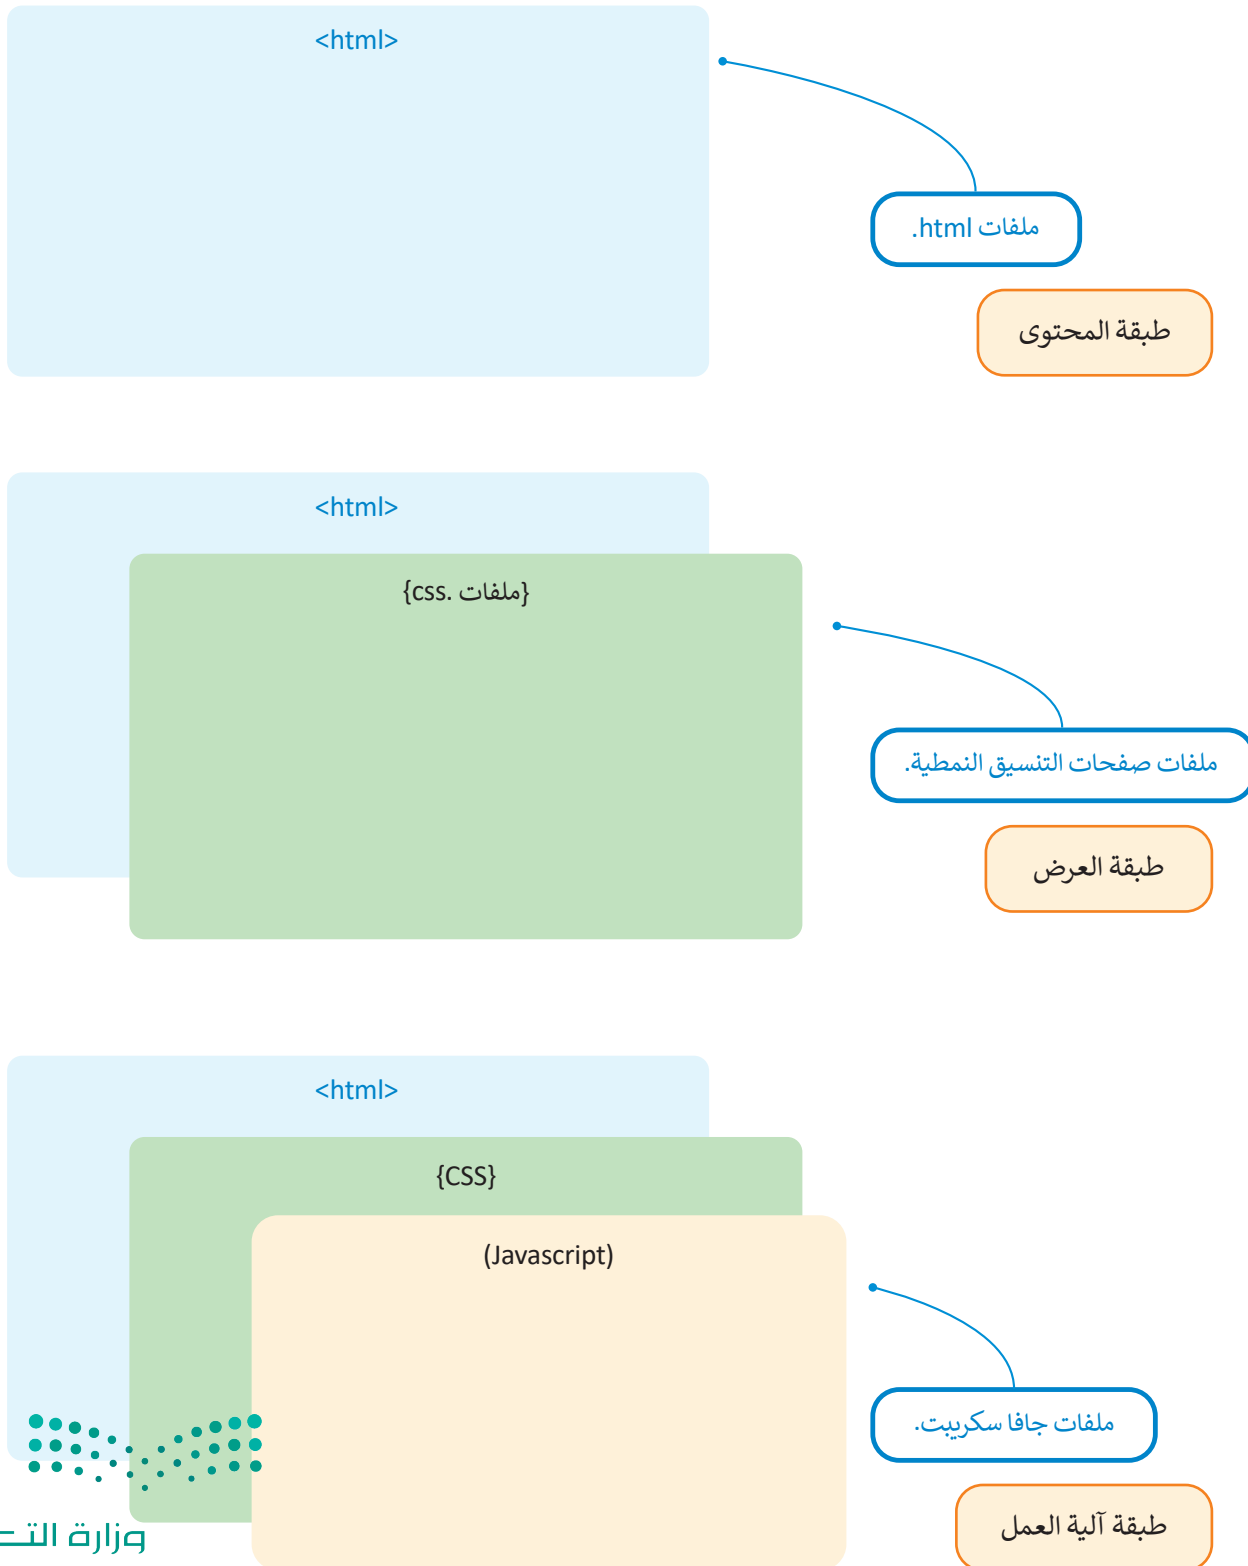 <html>
ملفات html.
طبقة المحتوى
<html>
{ملفات .css}
ملفات صفحات التنسيق النمطية.
طبقة العرض
<html>
{CSS}
(Javascript)
ملفات جافا سكريبت.
طبقة آلية العمل
وزارة